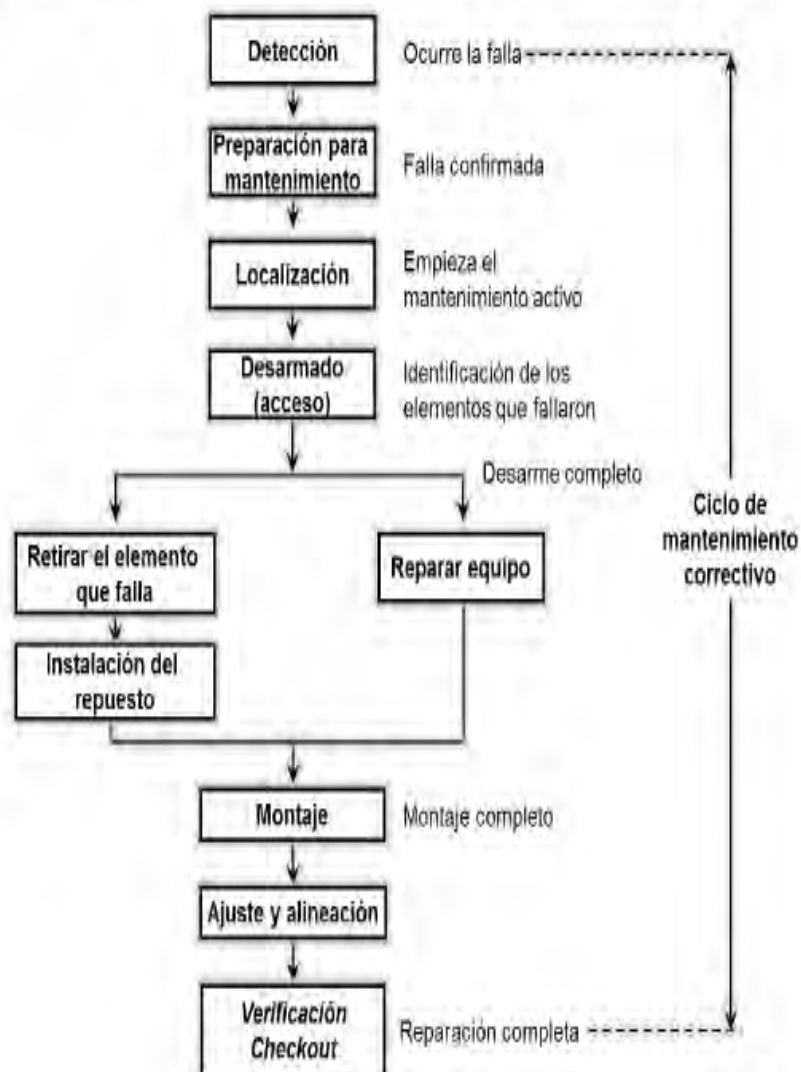 Detección
Ocurre la falla
Preparación para
mantenimiento
Falla confirmada
Localización
Empieza el
mantenimiento activo
Desarmado
(acceso)
Identificación de los
elementos que fallaron
Desarme completo
Retirar el elemento
que falla
Reparar equipo
Ciclo de
mantenimiento
correctivo
Instalación del
repuesto
Montaje
Montaje completo
Ajuste y alineación
Verificación
Checkout
Reparación completa